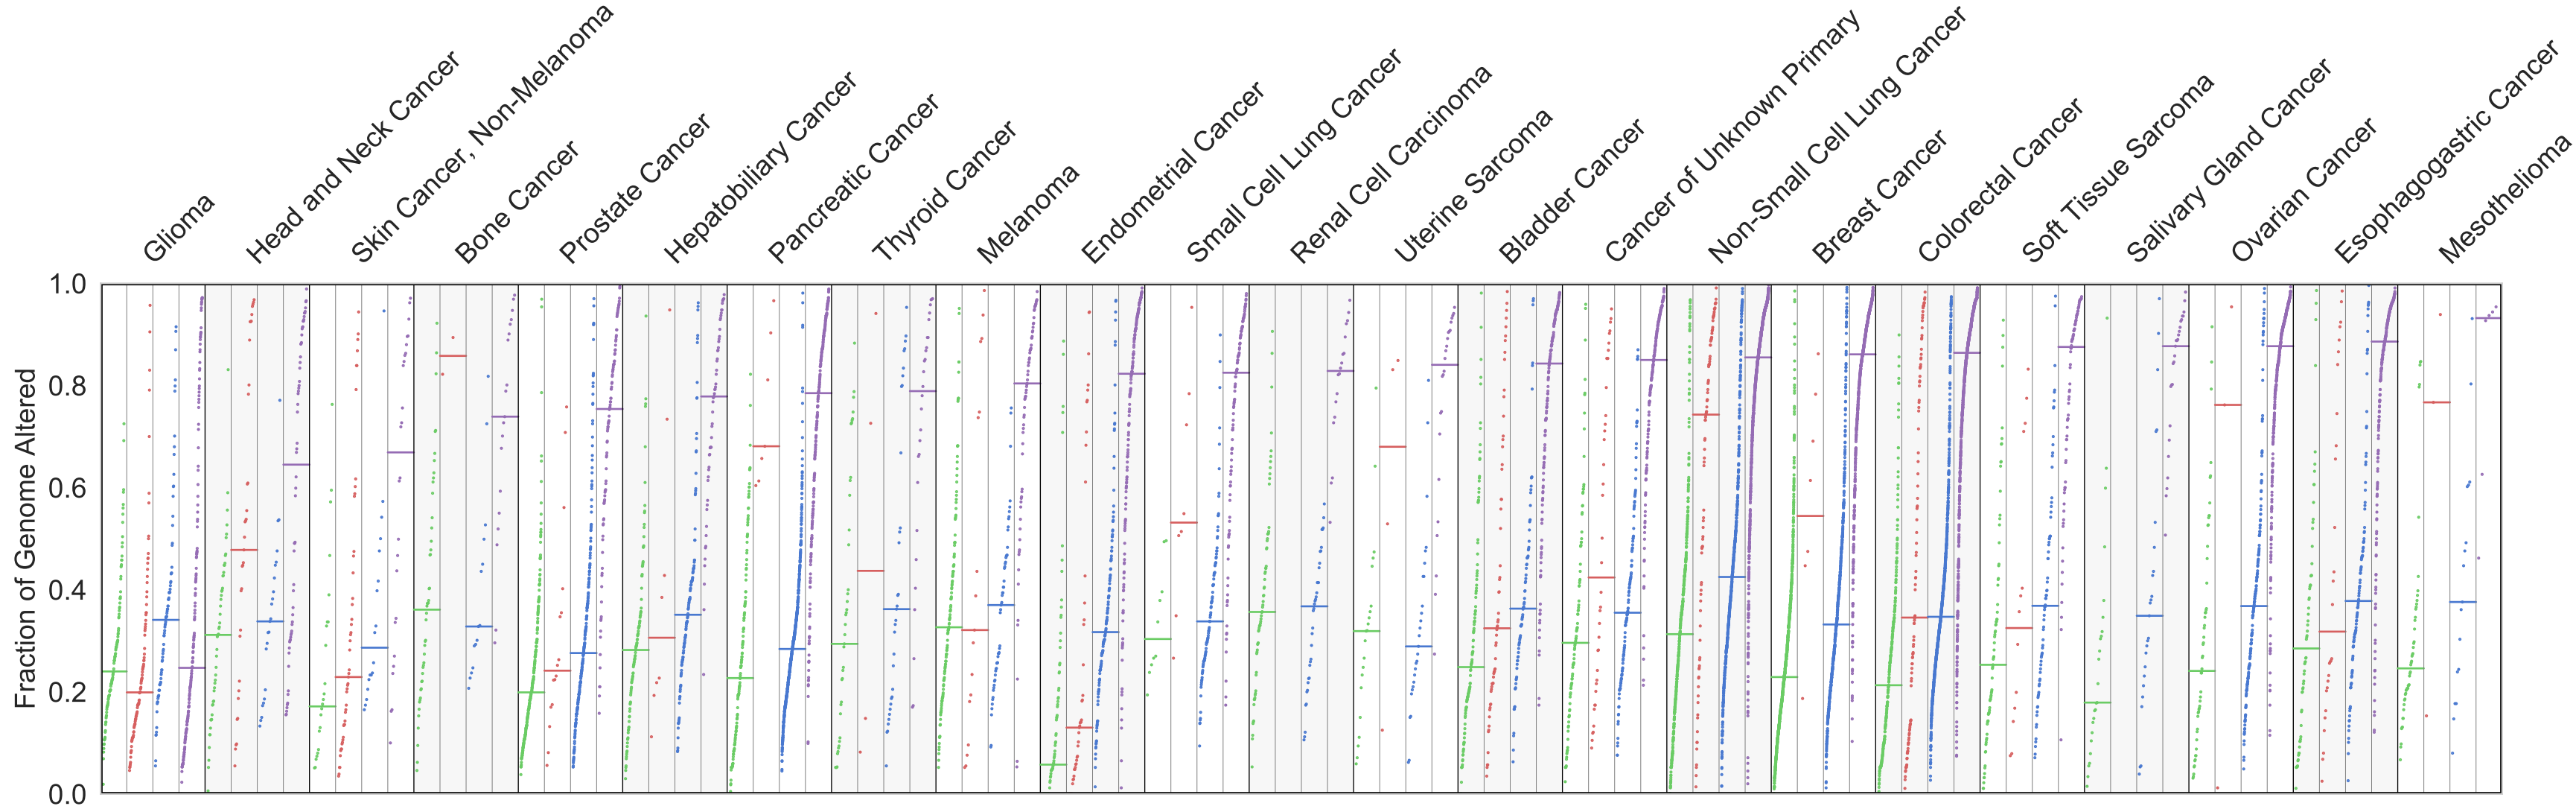 Glioma
Head and Neck Cancer
Skin Cancer, Non-Melanoma
Bone Cancer
Prostate Cancer
Hepatobiliary Cancer
Pancreatic Cancer
Thyroid Cancer
Melanoma
Endometrial Cancer
Small Cell Lung Cancer
Renal Cell Carcinoma
Uterine Sarcoma
Bladder Cancer
Cancer of Unknown Primary
Non-Small Cell Lung Cancer
Breast Cancer
Colorectal Cancer
Soft Tissue Sarcoma
Salivary Gland Cancer
Ovarian Cancer
Esophagogastric Cancer
Mesothelioma
Fraction of Genome Altered
1.0
0.8
0.6
0.4
0.2
0.0